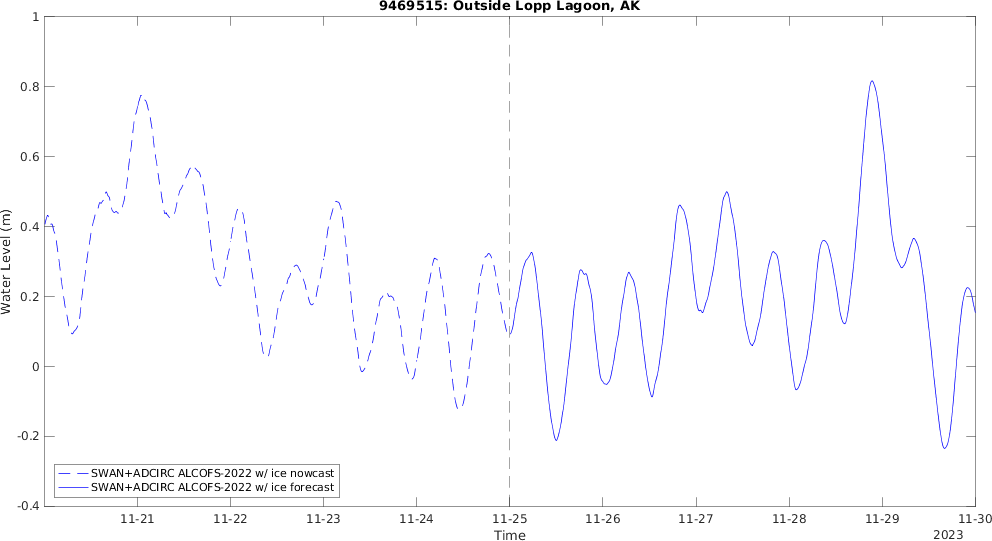 9469515: Outside Lopp Lagoon, AK
Water Level (m)
1
0.8
0.6
0.4
0.2
0
-0.2
-0.4
SWAN+ADCIRC ALCOFS-2022 w/ ice nowcast
SWAN+ADCIRC ALCOFS-2022 w/ ice forecast
11-21 11-22 11-23 11-24 11-25 11-26 11-27 11-28 11-29 11-30
Time
2023